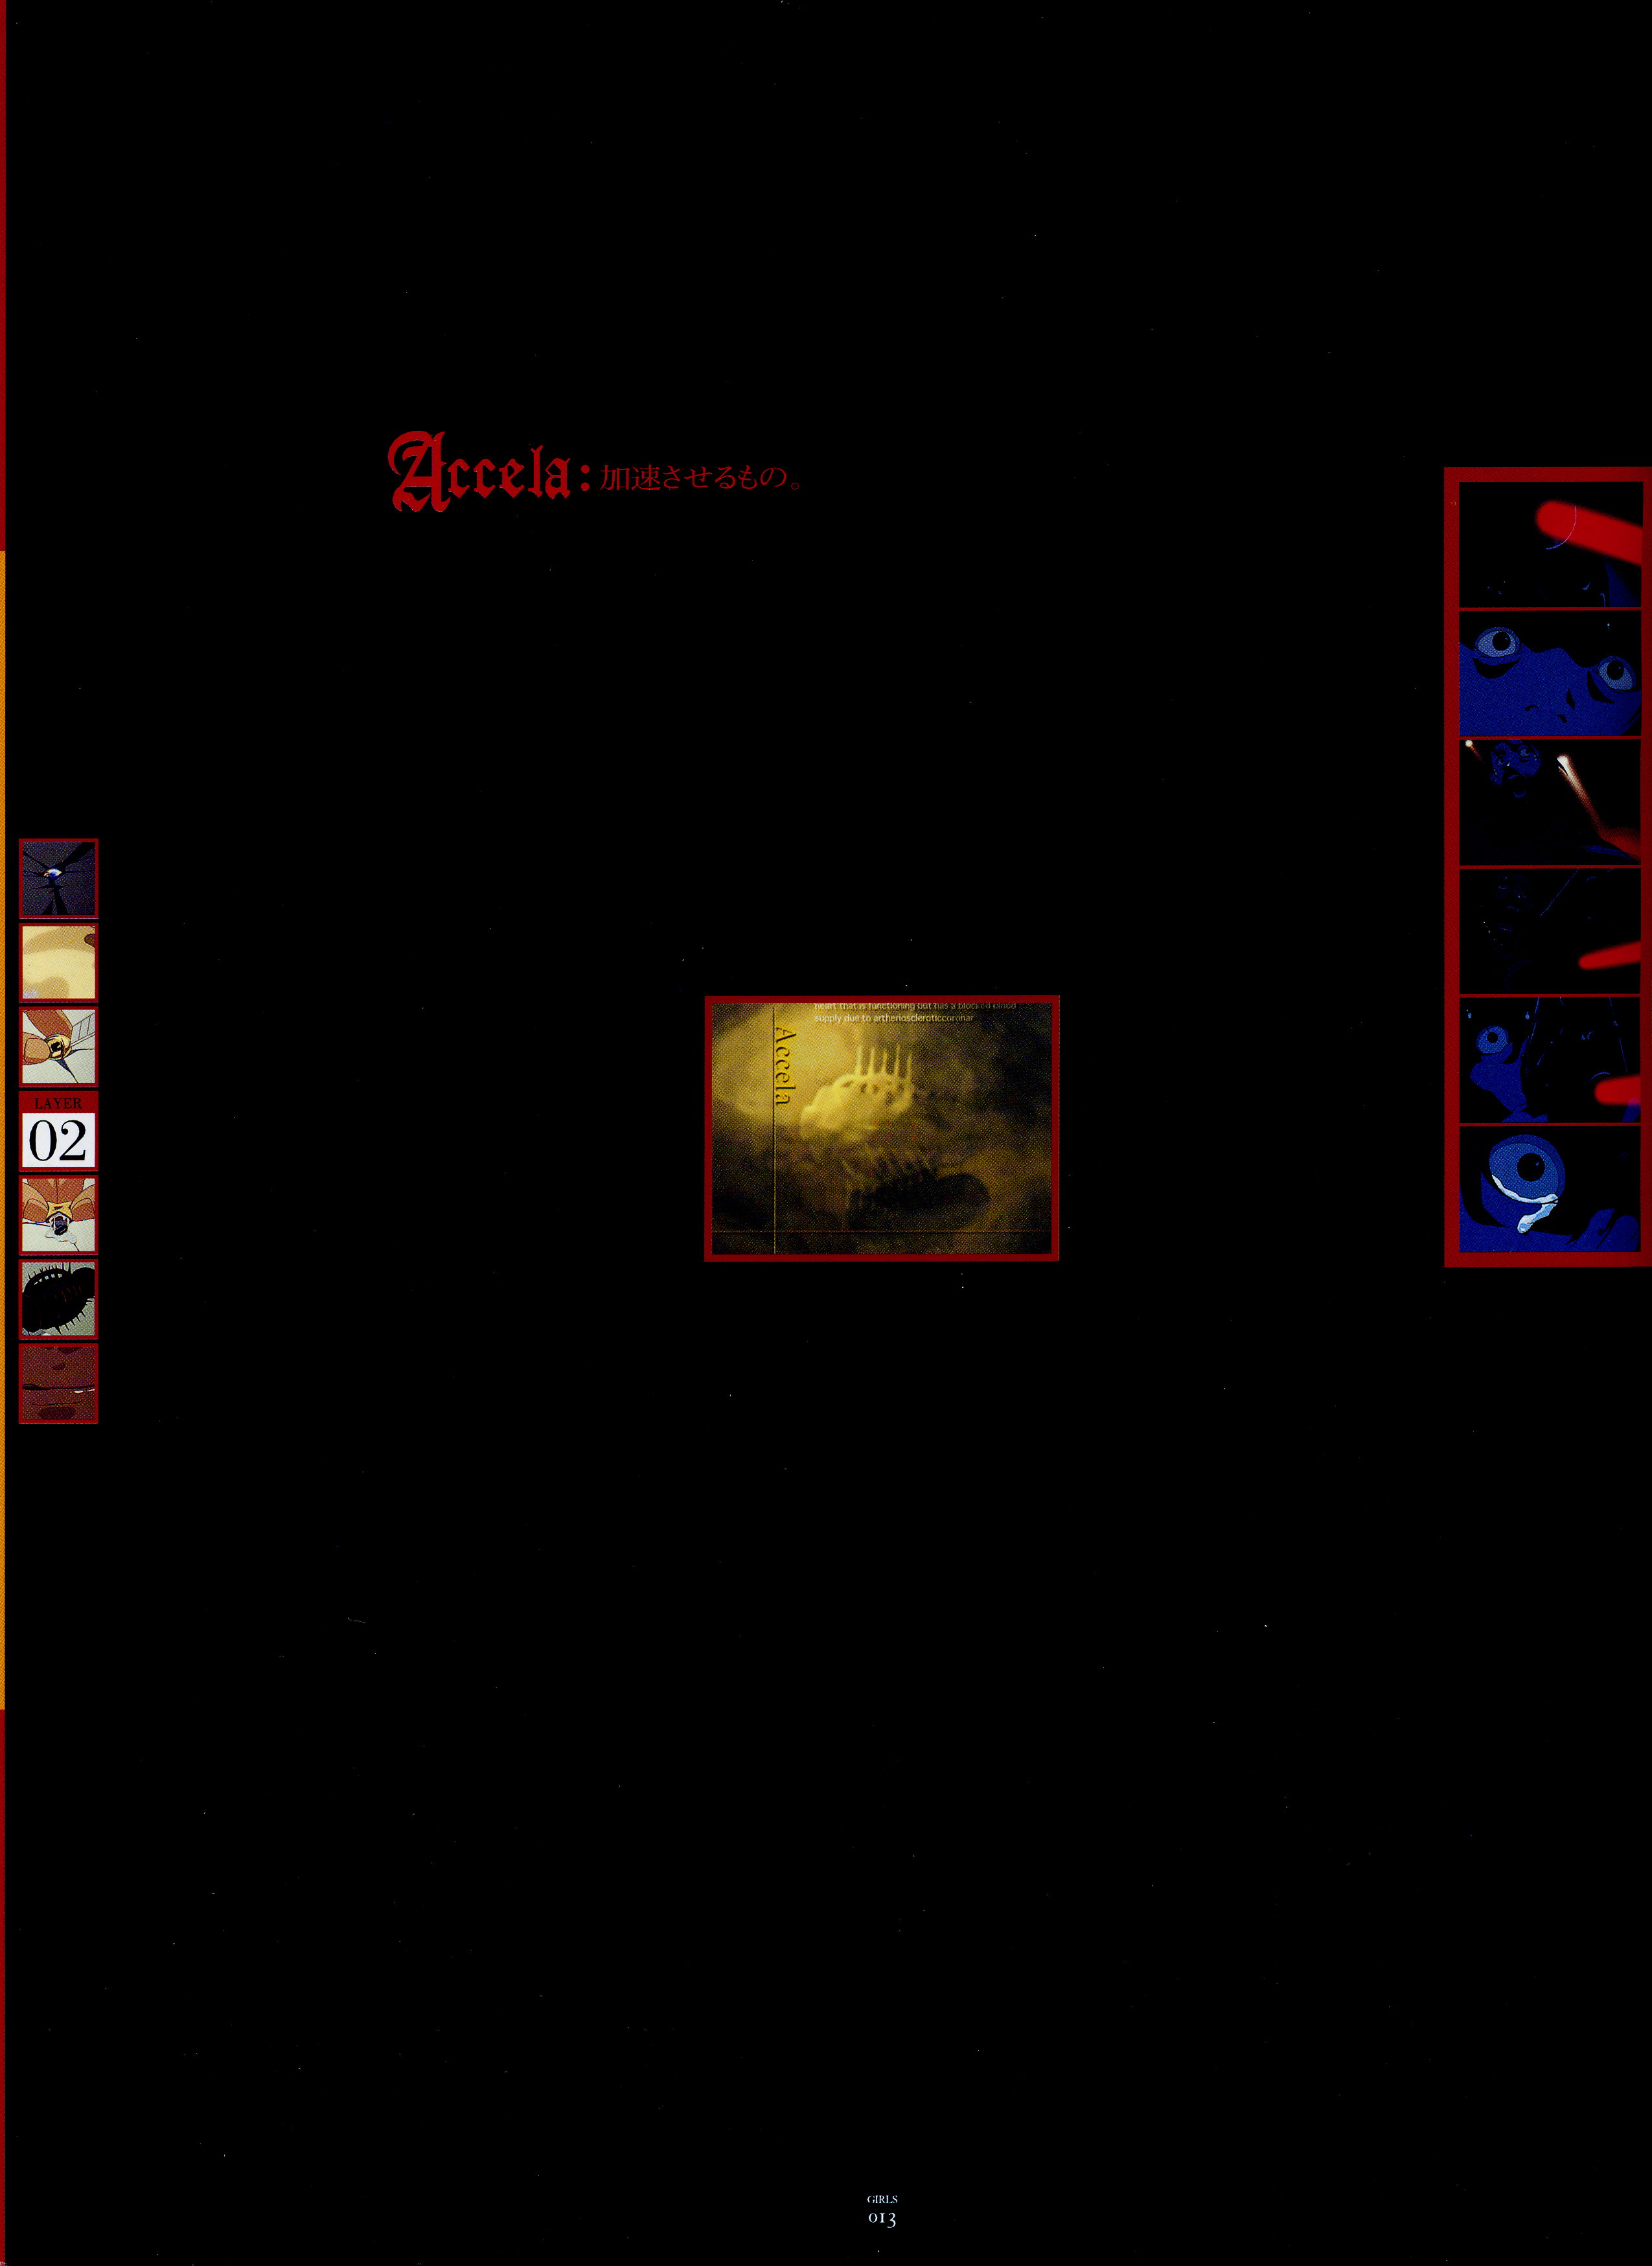 Accela: 加速させるもの。
LAYER
02
heart that is functioning but has a blocked blood
supply due to artherioscleroticcoronar
Accela
GIRLS
013